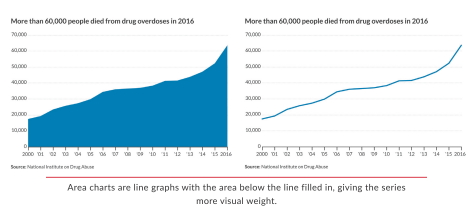 More than 60,000 people died from drug overdoses in 2016
70,000
60,000
50,000
40,000
30,000
20,000
10,000
0
2000 '01 '02 '03 '04 '05 '06 '07 '08 '09 '10 '11 '12 '13 '14 '15 2016
Source: National Institute on Drug Abuse
More than 60,000 people died from drug overdoses in 2016
70,000
60,000
50,000
40,000
30,000
20,000
10,000
0
2000 '01 '02 '03 '04 '05 '06 '07 '08 '09 '10 '11 '12 '13 '14 '15 2016
Source: National Institute on Drug Abuse
Area charts are line graphs with the area below the line filled in, giving the series
more visual weight.